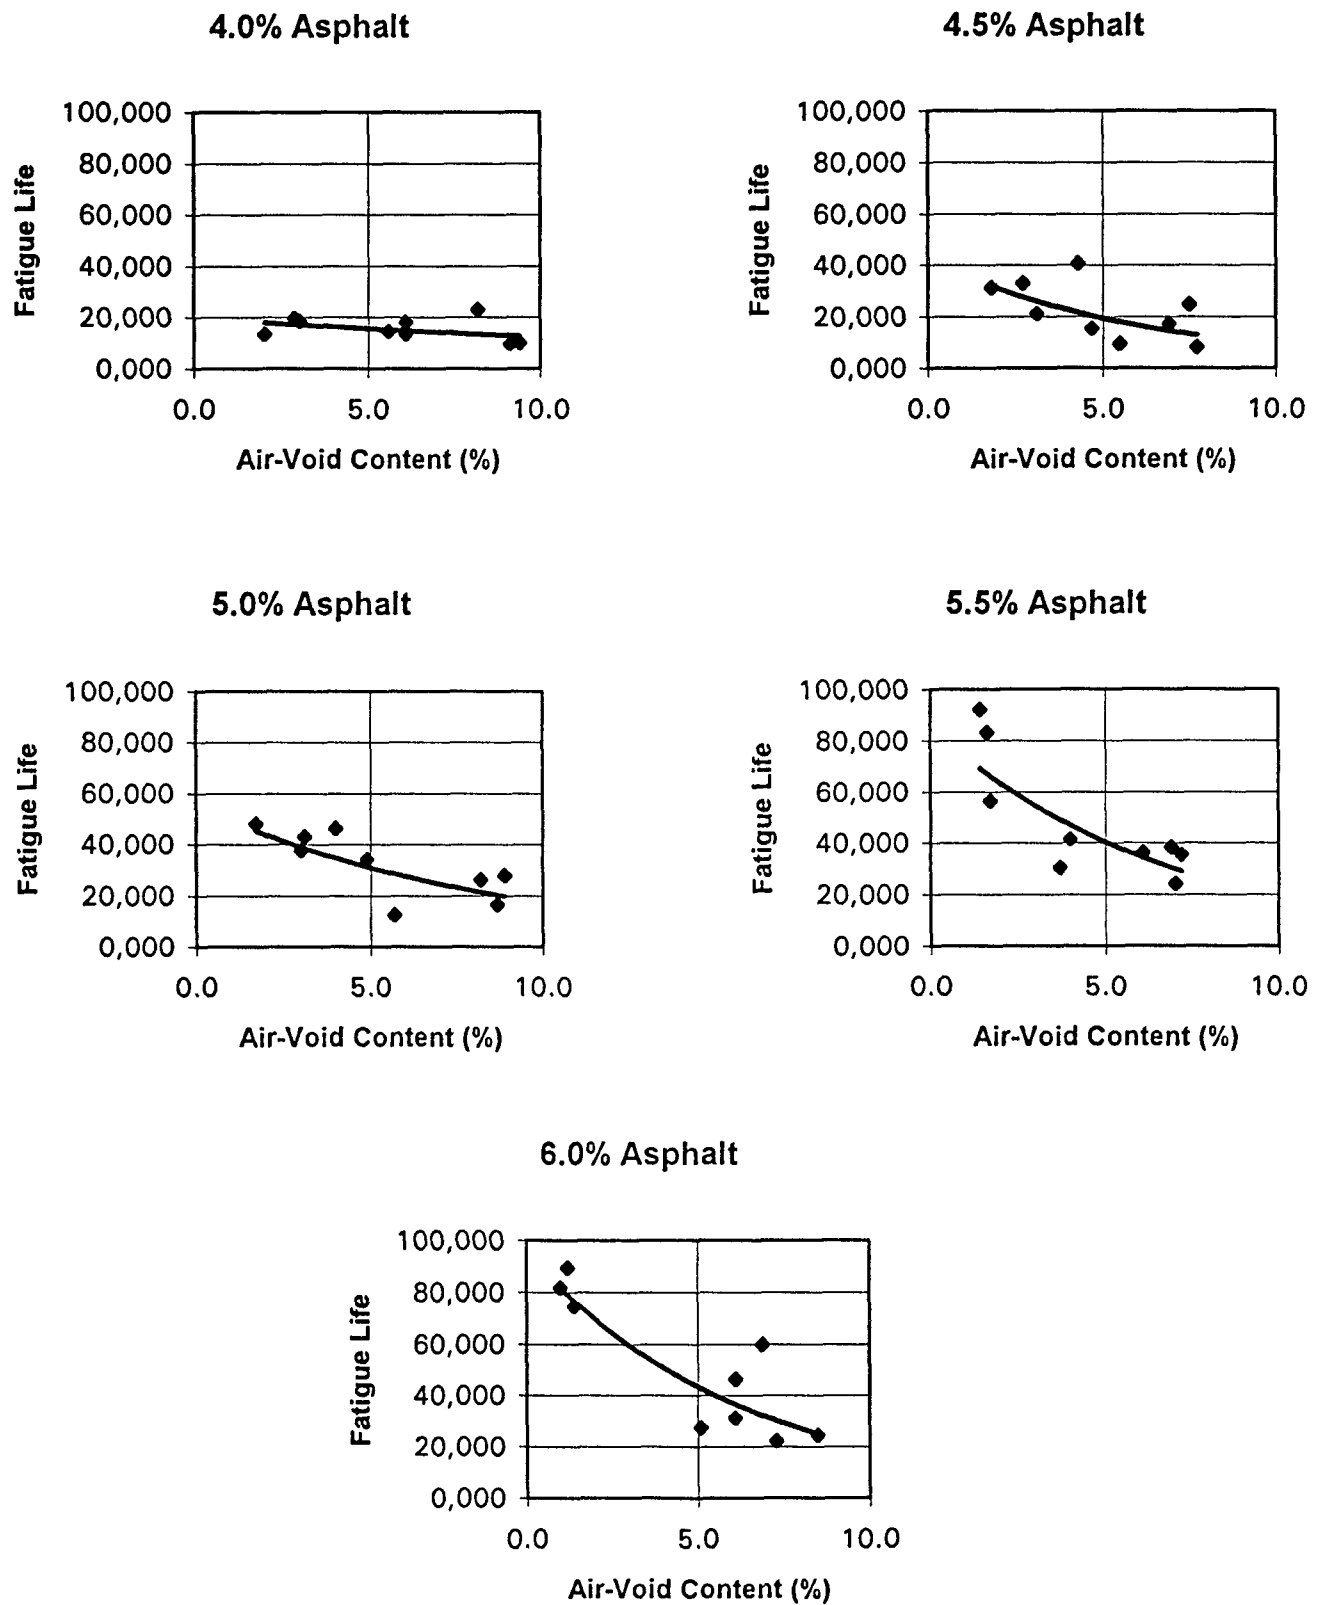 4.0% Asphalt
100,000
80,000
60,000
40,000
20,000
0,000
Fatigue Life
0.0 5.0 10.0
Air-Void Content (%)
4.5% Asphalt
100,000
80,000
60,000
40,000
20,000
0,000
Fatigue Life
0.0 5.0 10.0
Air-Void Content (%)
5.0% Asphalt
100,000
80,000
60,000
40,000
20,000
0,000
Fatigue Life
0.0 5.0 10.0
Air-Void Content (%)
5.5% Asphalt
100,000
80,000
60,000
40,000
20,000
0,000
Fatigue Life
0.0 5.0 10.0
Air-Void Content (%)
6.0% Asphalt
100,000
80,000
60,000
40,000
20,000
0,000
Fatigue Life
0.0 5.0 10.0
Air-Void Content (%)